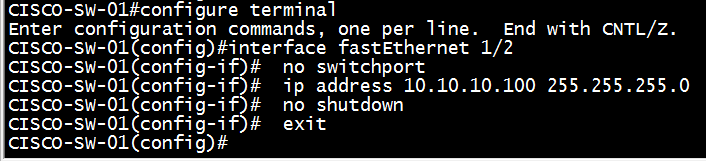 CISCO-SW-01#configure terminal
Enter configuration commands, one per line.  End with CNTL/Z.
CISCO-SW-01(config)#interface fastEthernet 1/2
CISCO-SW-01(config-if)#  no switchport
CISCO-SW-01(config-if)#  ip address 10.10.10.100 255.255.255.0
CISCO-SW-01(config-if)#  no shutdown
CISCO-SW-01(config-if)#  exit
CISCO-SW-01(config)#